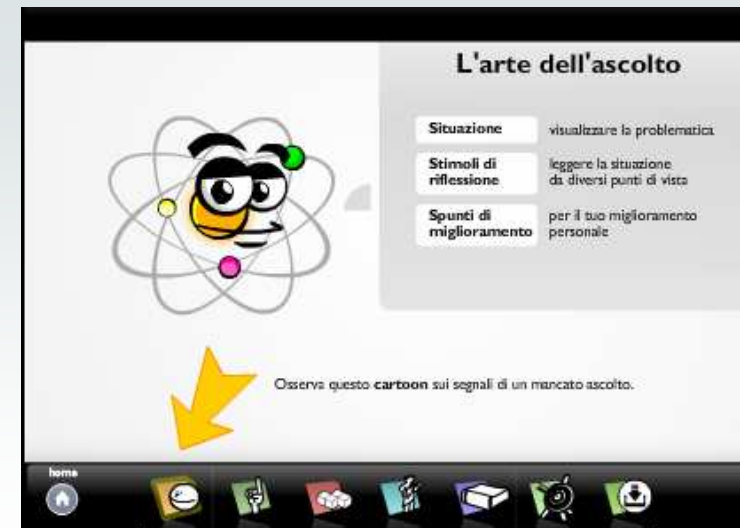 L'arte dell'ascolto
Situazione
visualizzare la problematica
Stimoli di
riflessione
leggere la situazione
da diversi punti di vista
Spunti di
miglioramento
per il tuo miglioramento
personale
Osserva questo cartoon sui segnali di un mancato ascolto.
home